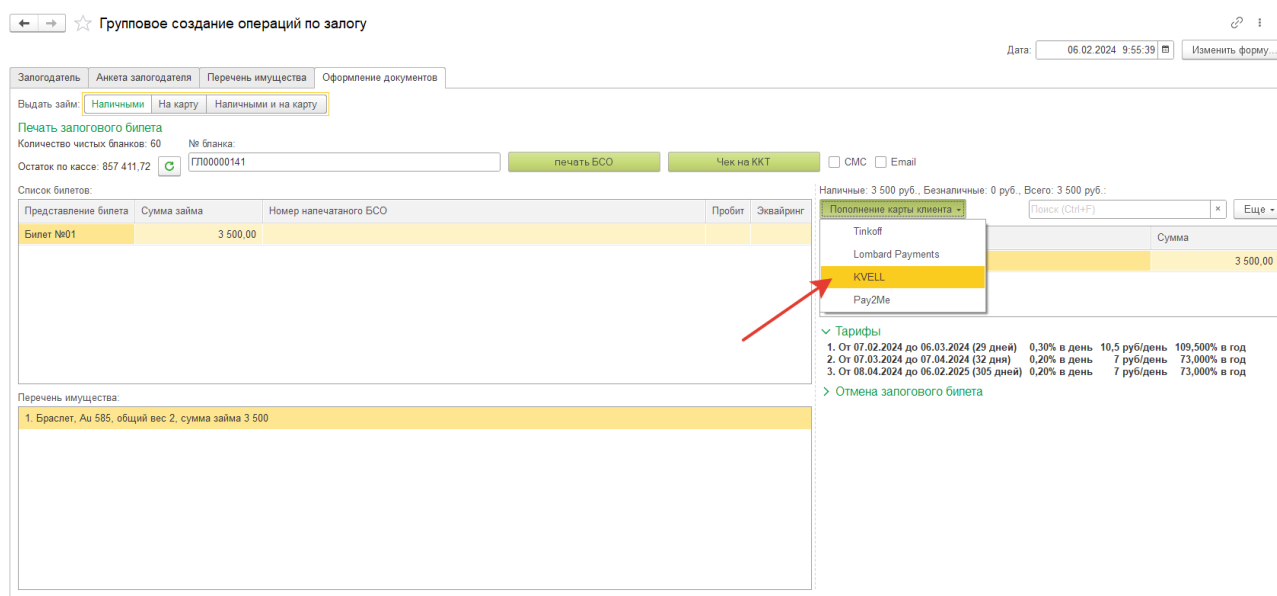 Групповое создание операций по залогу
Дата: 06.02.2024 9:55:39 Изменить форму...
Залогодатель Анкета залогодателя Перечень имущества Оформление документов
Выдать займ: Наличными На карту Наличными и на карту
Печать залогового билета
Количество чистых бланков: 60 № бланка:
Остаток по кассе: 857 411,72 ГЛ00000141 печать БСО Чек на ККТ СМС Email
Список билетов: Наличные: 3 500 руб., Безналичные: 0 руб., Всего: 3 500 руб.:
Представление билета Сумма займа Номер напечатаного БСО Пробит Эквайринг Пополнение карты клиента Поиск (Ctrl+F) × Еще
Билет №01 3 500,00 Tinkoff Сумма
Lombard Payments 3 500,00
KVELL
Pay2Me
Тарифы
1. От 07.02.2024 до 06.03.2024 (29 дней) 0,30% в день 10,5 руб/день 109,500% в год
2. От 07.03.2024 до 07.04.2024 (32 дня) 0,20% в день 7 руб/день 73,000% в год
3. От 08.04.2024 до 06.02.2025 (305 дней) 0,20% в день 7 руб/день 73,000% в год
Отмена залогового билета
Перечень имущества:
1. Браслет, Au 585, общий вес 2, сумма займа 3 500